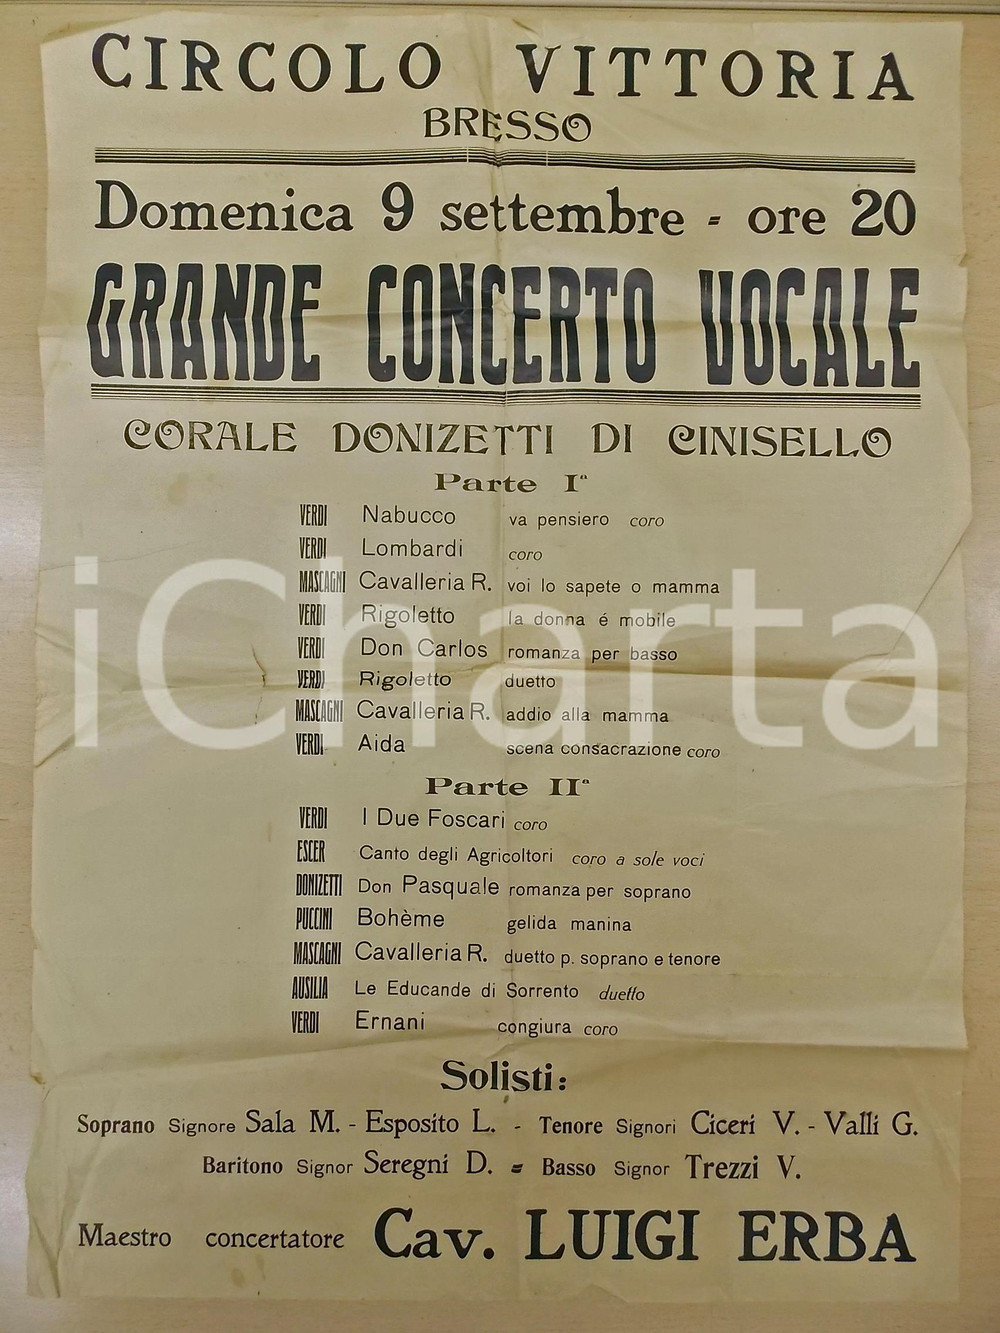 CIRCOLO VITTORIA
BRESSO
Domenica 9 settembre - ore 20
GRANDE CONCERTO VOCALE
CORALE DONIZETTI DI CINISELLO
Parte Iª
VERDI Nabucco va pensiero coro
VERDI Lombardi coro
MASCAGNI Cavalleria R. voi lo sapete o mamma
VERDI Rigoletto la donna é mobile
VERDI Don Carlos romanza per basso
VERDI Rigoletto duetto
MASCAGNI Cavalleria R. addio alla mamma
VERDI Aida scena consacrazione coro
Parte IIª
VERDI I Due Foscari coro
ESCER Canto degli Agricoltori coro a sole voci
DONIZETTI Don Pasquale romanza per soprano
PUCCINI Bohème gelida manina
MASCAGNI Cavalleria R. duetto p. soprano e tenore
AUSILIA Le Educande di Sorrento duetto
VERDI Ernani congiura coro
Solisti:
Soprano Signore Sala M. - Esposito L. - Tenore Signori Ciceri V. - Valli G.
Baritono Signor Seregni D. = Basso Signor Trezzi V.
Maestro concertatore Cav. LUIGI ERBA
iCharta